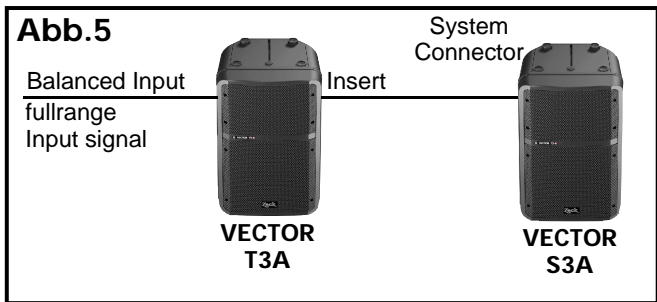 Abb.5
System
Connector
Balanced Input
Insert
fullrange
Input signal
VECTOR
T3A
VECTOR
S3A